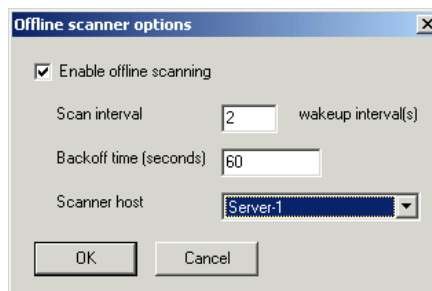 Offline scanner options
Enable offline scanning
Scan interval 2 wakeup interval(s)
Backoff time (seconds) 60
Scanner host Server-1
OK Cancel